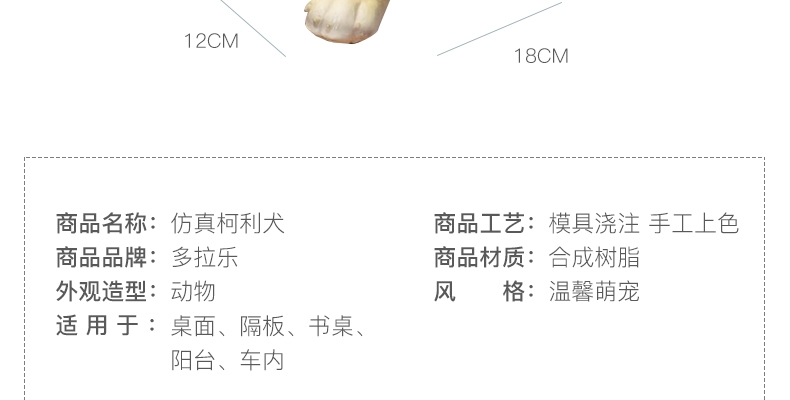 12CM
18CM
商品名称：仿真柯利犬
商品工艺：模具浇注 手工上色
商品品牌：多拉乐
商品材质：合成树脂
外观造型：动物
风　　格：温馨萌宠
适 用 于 ：桌面、隔板、书桌、
阳台、车内